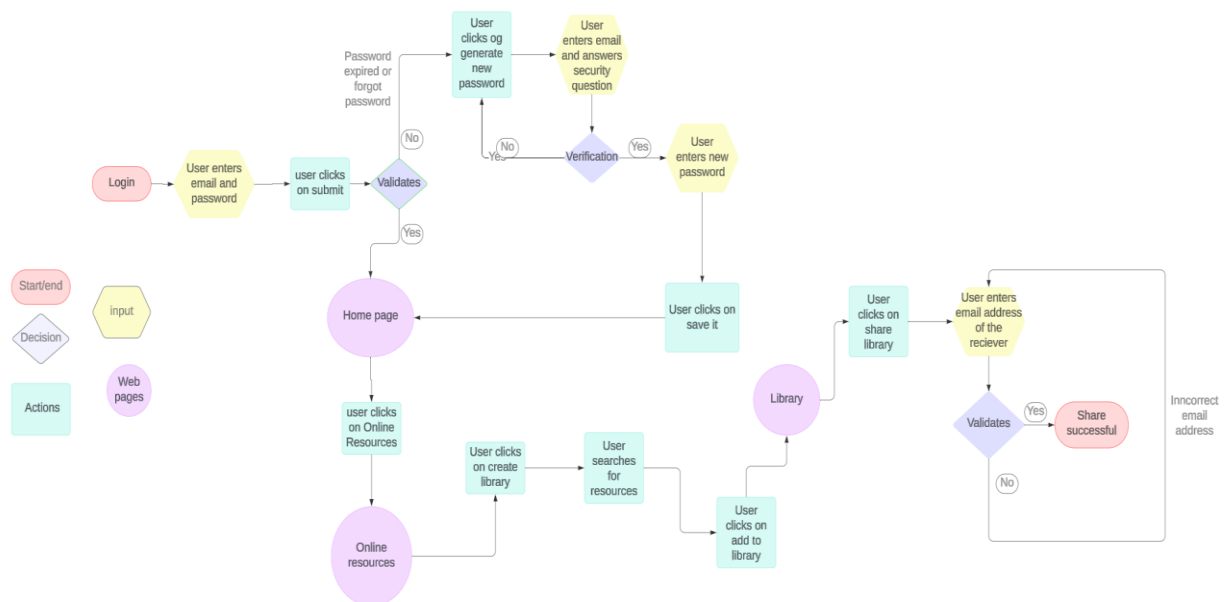 User
clicks og
generate
new
password
User
enters email
and answers
security
question
Password
expired or
forgot
password
No
Yes
No
Verification
Yes
User
enters new
password
Login
User enters
email and
password
user clicks
on submit
Validates
Yes
Start/end
input
Decision
Web
pages
Actions
Home page
User clicks on
save it
User
clicks on
share
library
User enters
email address
of the
reciever
Library
Validates
Yes
Share
successful
Inncorrect
email
address
No
user clicks
on Online
Resources
User clicks
on create
library
User
searches
for
resources
User
clicks on
add to
library
Online
resources